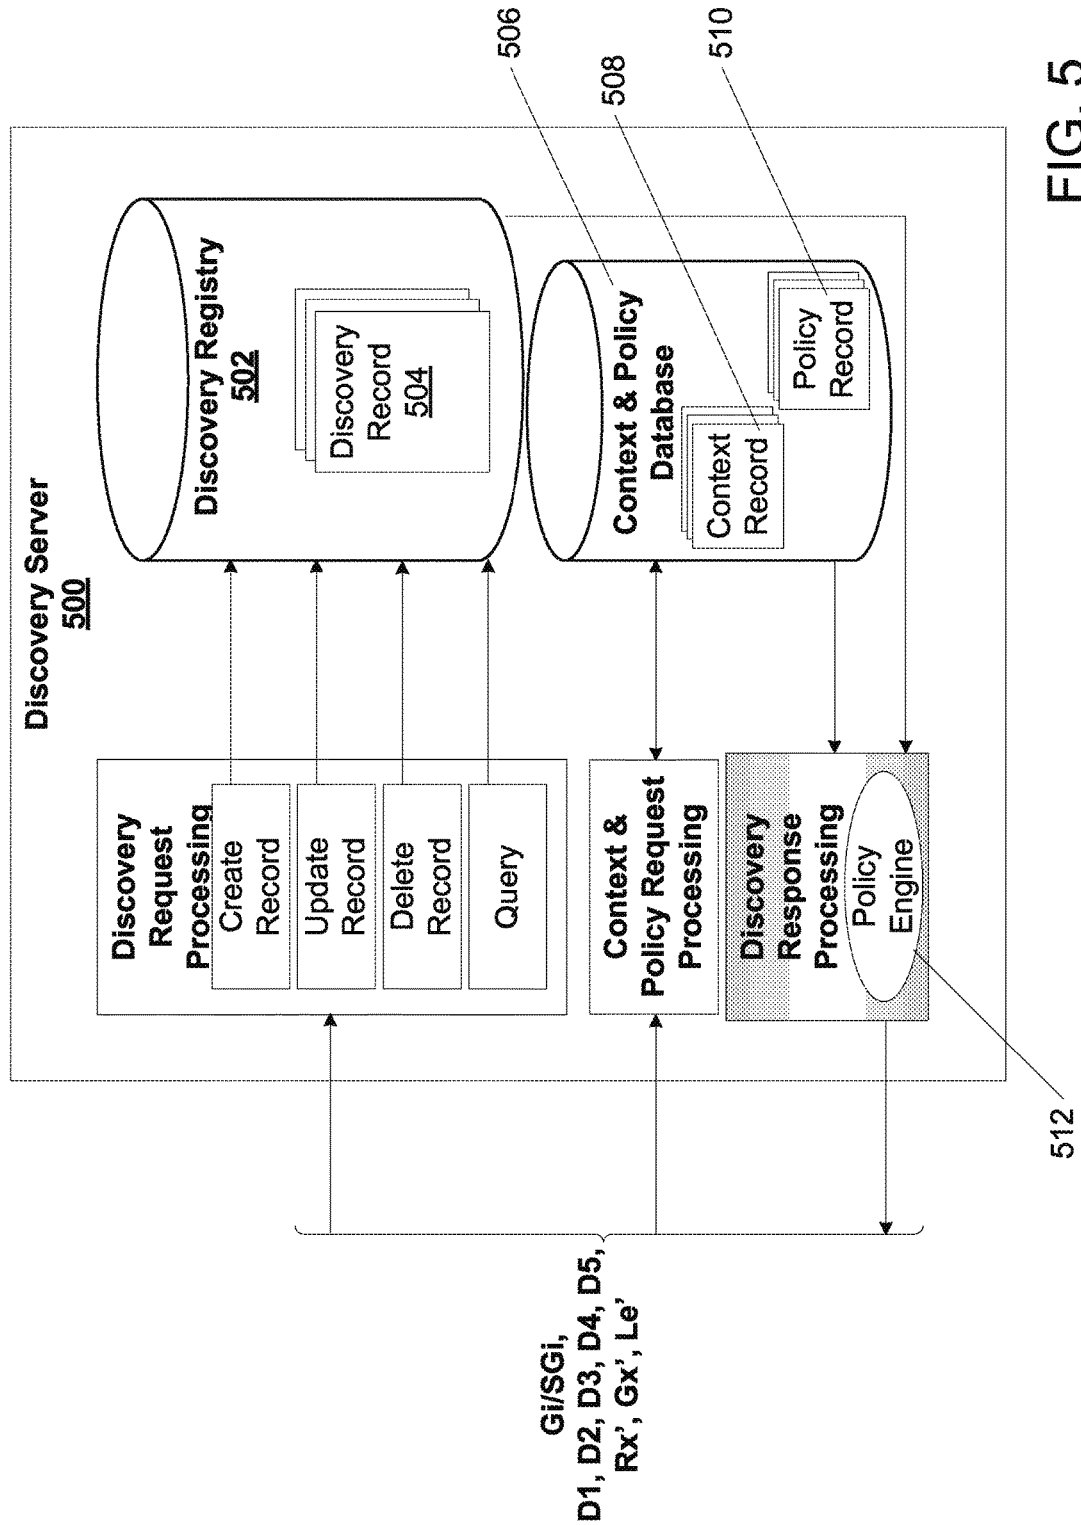 Discovery Server
500
Discovery
Request
Processing
Create
Record
Update
Record
Delete
Record
Query
Discovery Registry
502
Discovery
Record
504
Context &
Policy Request
Processing
Context & Policy
Database
Context
Record
Policy
Record
506
508
510
Discovery
Response
Processing
Policy
Engine
512
Gi/SGi,
D1, D2, D3, D4, D5,
Rx’, Gx’, Le’
FIG. 5